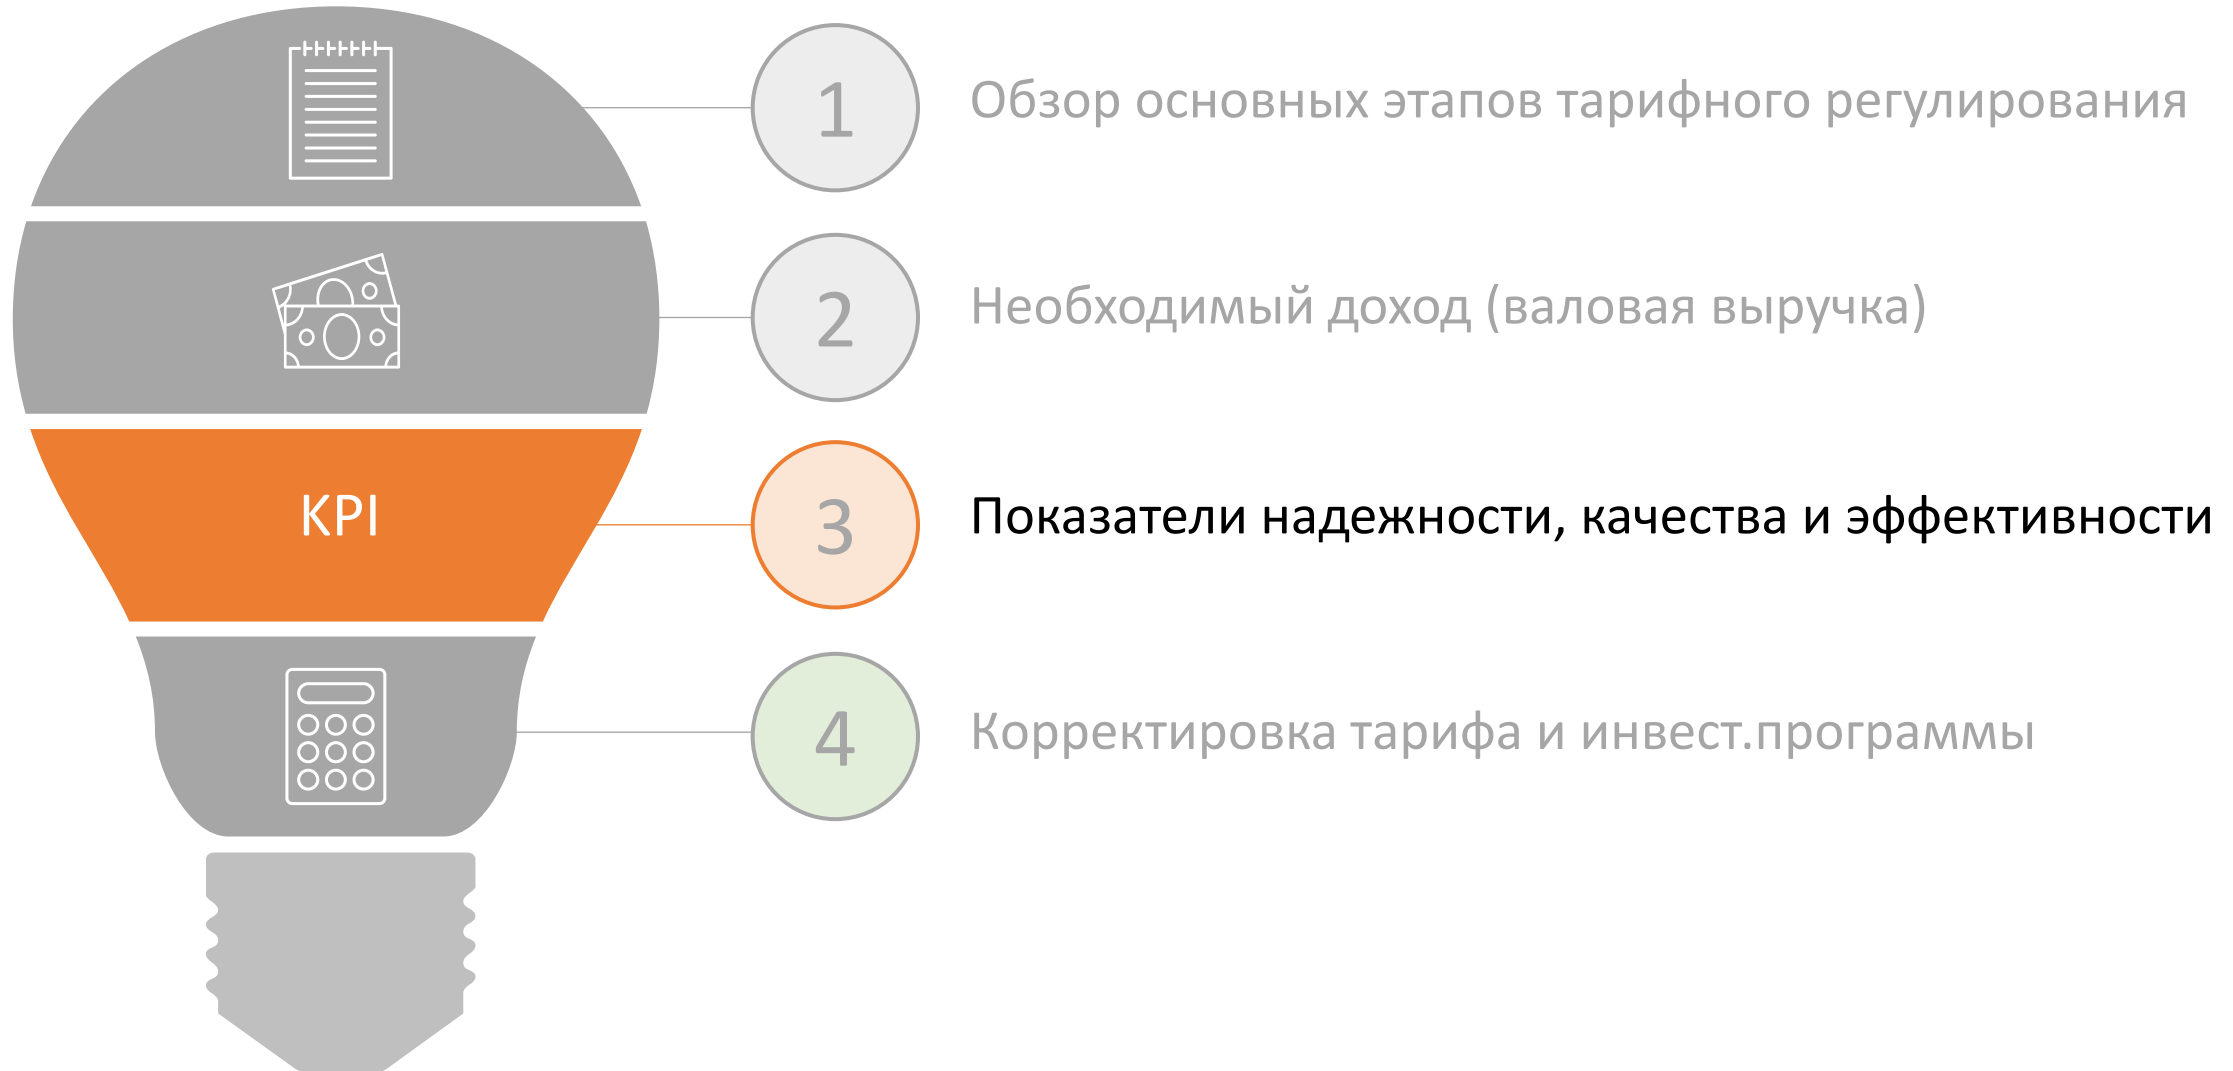 1
Обзор основных этапов тарифного регулирования
2
Необходимый доход (валовая выручка)
KPI
3
Показатели надежности, качества и эффективности
4
Корректировка тарифа и инвест.программы